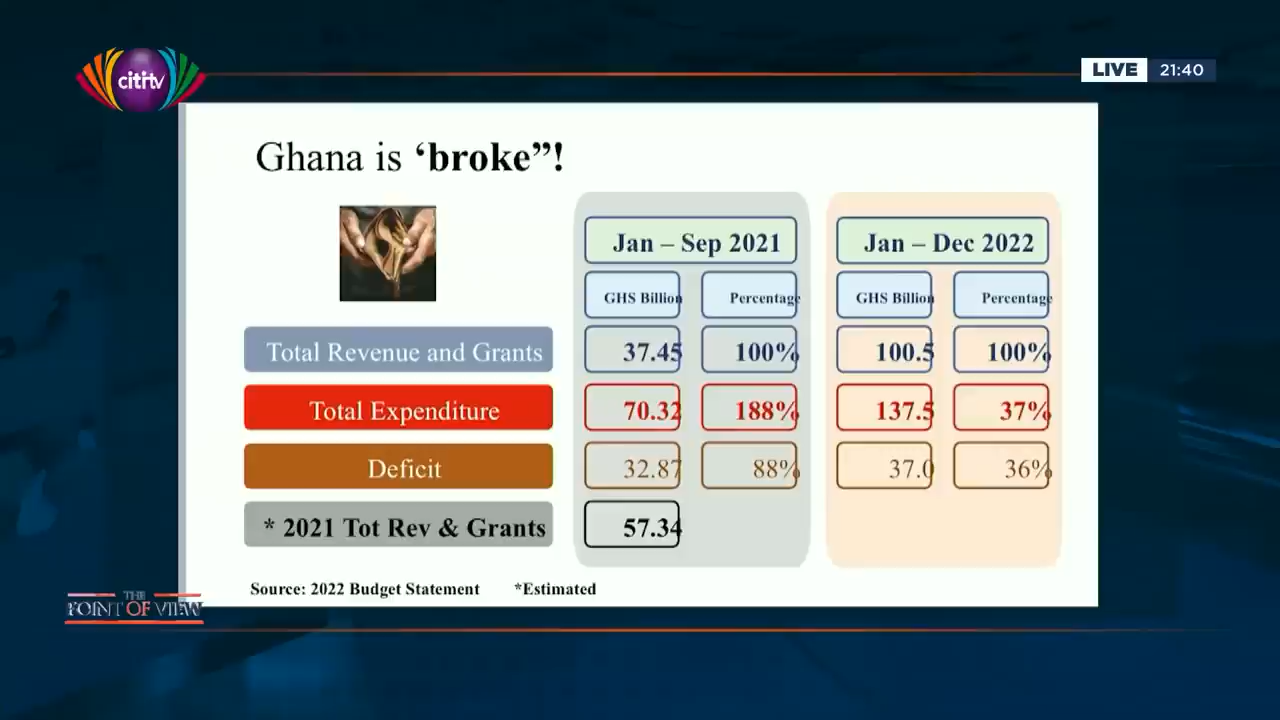 citi tv
LIVE 21:40
Ghana is ‘broke”!
Jan – Sep 2021
Jan – Dec 2022
GHS Billion Percentage GHS Billion Percentage
Total Revenue and Grants 37.45 100% 100.5 100%
Total Expenditure 70.32 188% 137.5 37%
Deficit 32.87 88% 37.0 36%
* 2021 Tot Rev & Grants 57.34
Source: 2022 Budget Statement *Estimated
THE
POINT OF VIEW